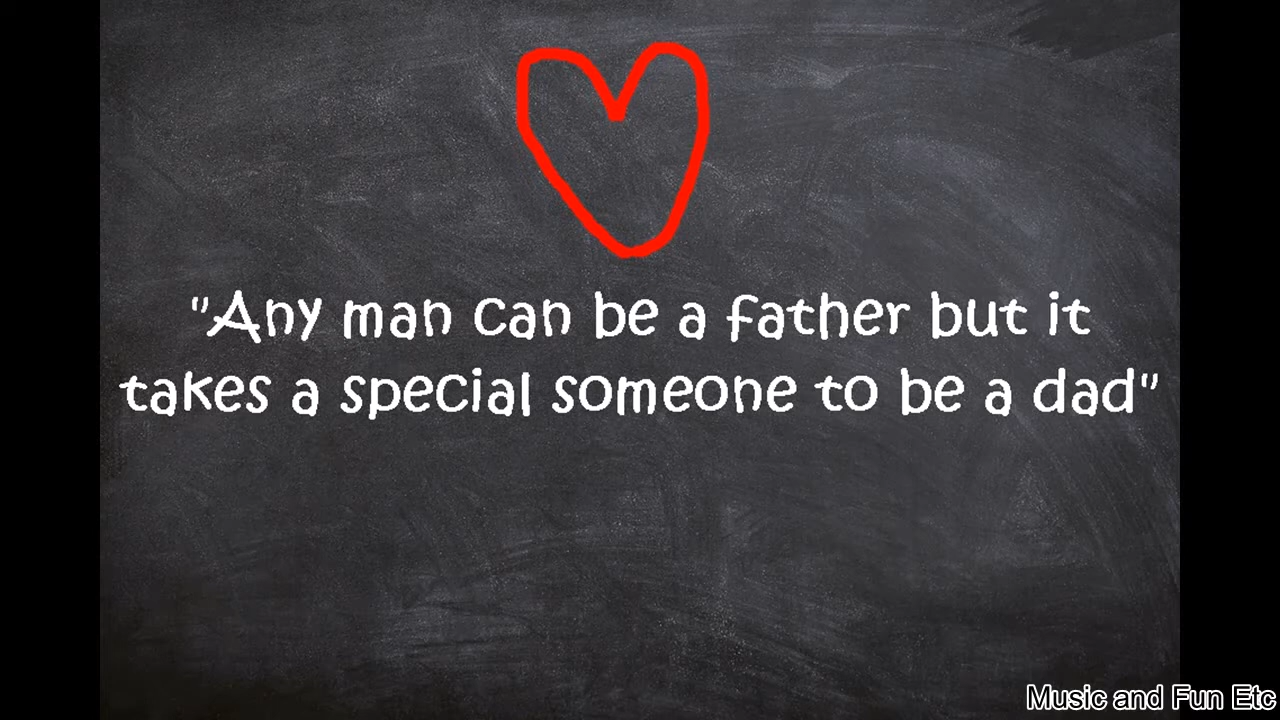 "Any man can be a father but it
takes a special someone to be a dad"
Music and Fun Etc